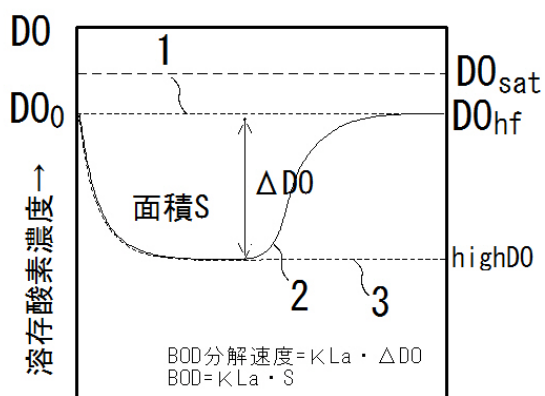 DO
1
DOsat
DO0
DOhf
溶存酸素濃度→
面積S
ΔDO
highDO
2
3
BOD分解速度=KLa・ΔDO
BOD=KLa・S